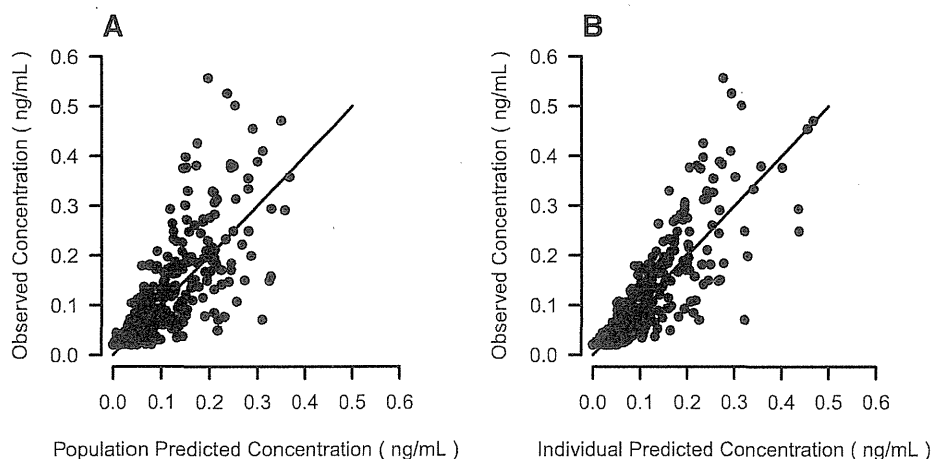 A
B
Observed Concentration ( ng/mL )
0.6
0.5
0.4
0.3
0.2
0.1
0.0
0.0 0.1 0.2 0.3 0.4 0.5 0.6
Population Predicted Concentration ( ng/mL )
Observed Concentration ( ng/mL )
0.6
0.5
0.4
0.3
0.2
0.1
0.0
0.0 0.1 0.2 0.3 0.4 0.5 0.6
Individual Predicted Concentration ( ng/mL )